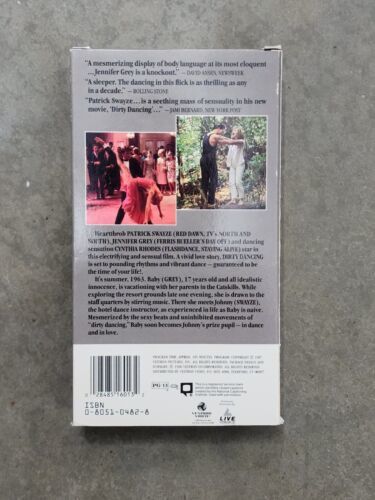 "A mesmerizing display of body language at its most eloquent
...Jennifer Grey is a knockout." — DAVID ANSEN, NEWSWEEK
"A sleeper. The dancing in this flick is as thrilling as any
in a decade." — ROLLING STONE
"Patrick Swayze... is a seething mass of sensuality in his new
movie, 'Dirty Dancing'..." — JAMI BERNARD, NEW YORK POST
Heartthrob PATRICK SWAYZE (RED DAWN, TV's NORTH AND
SOUTH), JENNIFER GREY (FERRIS BUELLER'S DAY OFF) and dancing
sensation CYNTHIA RHODES (FLASHDANCE, STAYING ALIVE) star in
this electrifying and sensual film. A vivid love story, DIRTY DANCING
is set to pounding rhythms and vibrant dance — guaranteed to be
the time of your life!
It's summer, 1963. Baby (GREY), 17 years old and all idealistic
innocence, is vacationing with her parents in the Catskills. While
exploring the resort grounds late one evening, she is drawn to the
staff quarters by stirring music. There she meets Johnny (SWAYZE),
the hotel dance instructor, as experienced in life as Baby is naive.
Mesmerized by the sexy beats and uninhibited movements of
"dirty dancing," Baby soon becomes Johnny's prize pupil — in dance
and in love.
PG-13
28485 16013
ISBN
0-8051-0482-8
VESTRON VIDEO
LIVE